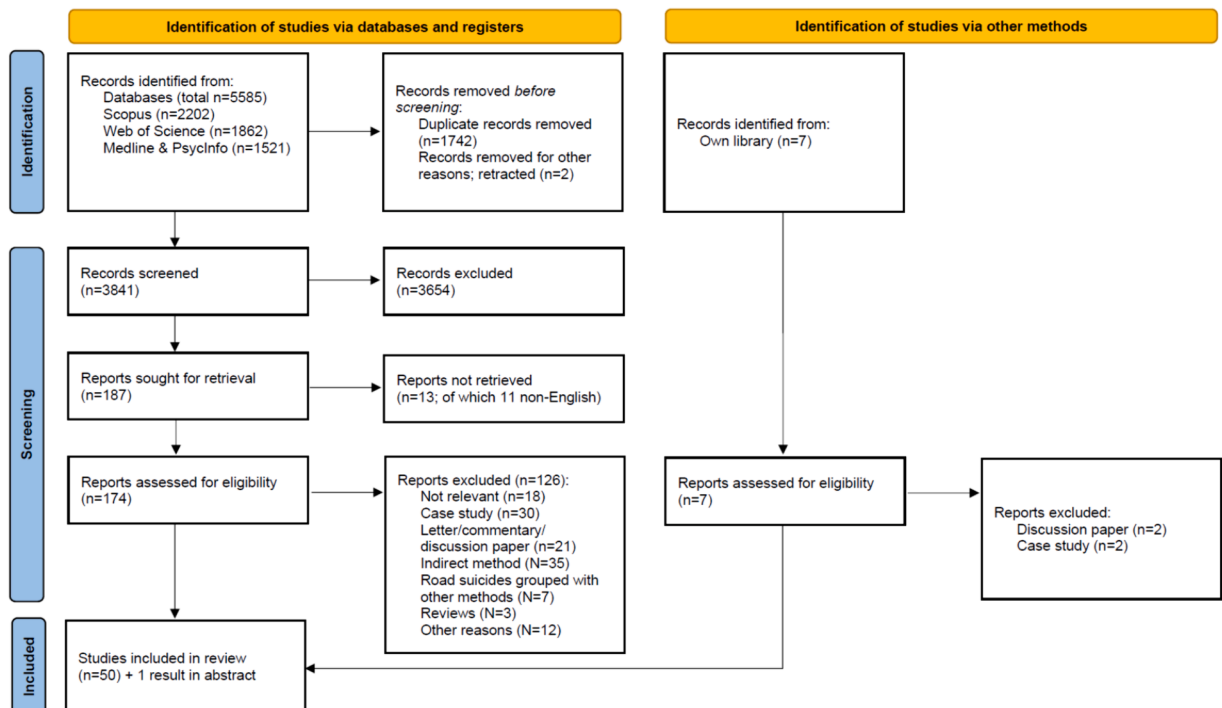 Identification of studies via databases and registers
Identification of studies via other methods
Identification
Records identified from:
Databases (total n=5585)
Scopus (n=2202)
Web of Science (n=1862)
Medline & PsycInfo (n=1521)
Records removed before
screening:
Duplicate records removed
(n=1742)
Records removed for other
reasons; retracted (n=2)
Records identified from:
Own library (n=7)
Screening
Records screened
(n=3841)
Records excluded
(n=3654)
Reports sought for retrieval
(n=187)
Reports not retrieved
(n=13; of which 11 non-English)
Reports assessed for eligibility
(n=174)
Reports excluded (n=126):
Not relevant (n=18)
Case study (n=30)
Letter/commentary/
discussion paper (n=21)
Indirect method (N=35)
Road suicides grouped with
other methods (N=7)
Reviews (N=3)
Other reasons (N=12)
Reports assessed for eligibility
(n=7)
Reports excluded:
Discussion paper (n=2)
Case study (n=2)
Included
Studies included in review
(n=50) + 1 result in abstract